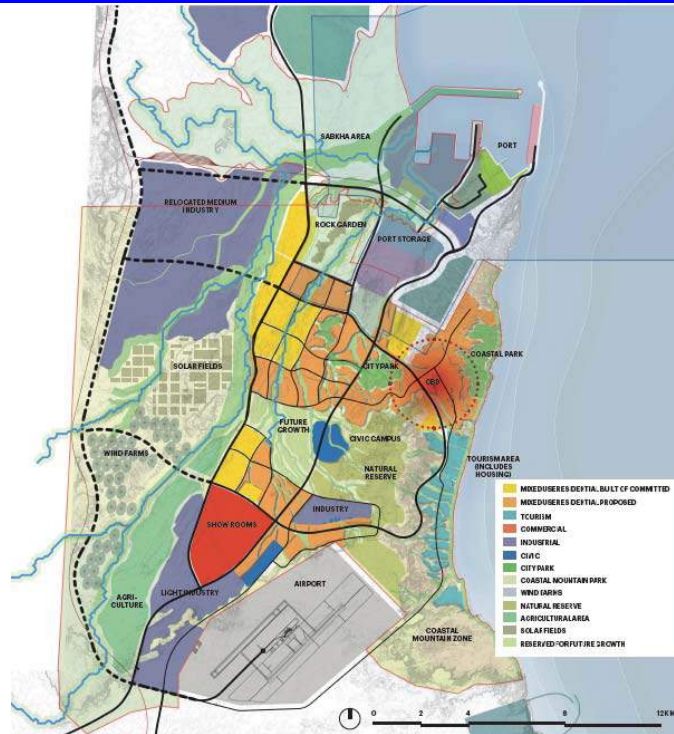 SABKHA AREA
PORT
RELOCATED MEDIUM
INDUSTRY
ROCK GARDEN
PORT STORAGE
COASTAL PARK
SOLAR FIELDS
CITY PARK
CBD
FUTURE
GROWTH
CIVIC CAMPUS
WIND FARMS
NATURAL
RESERVE
TOURISM AREA
(INCLUDES
HOUSING)
MIXED USE RESIDENTIAL, BUILT OF COMMITTED
MIXED USE RESIDENTIAL, PROPOSED
TOURISM
COMMERCIAL
INDUSTRIAL
CIVIC
CITY PARK
COASTAL MOUNTAIN PARK
WIND FARMS
NATURAL RESERVE
AGRICULTURAL AREA
SOLAR FIELDS
RESERVED FOR FUTURE GROWTH
INDUSTRY
SHOW ROOMS
AIRPORT
AGRI-
CULTURE
LIGHT INDUSTRY
COASTAL
MOUNTAIN ZONE
0 2 4 8 12KM